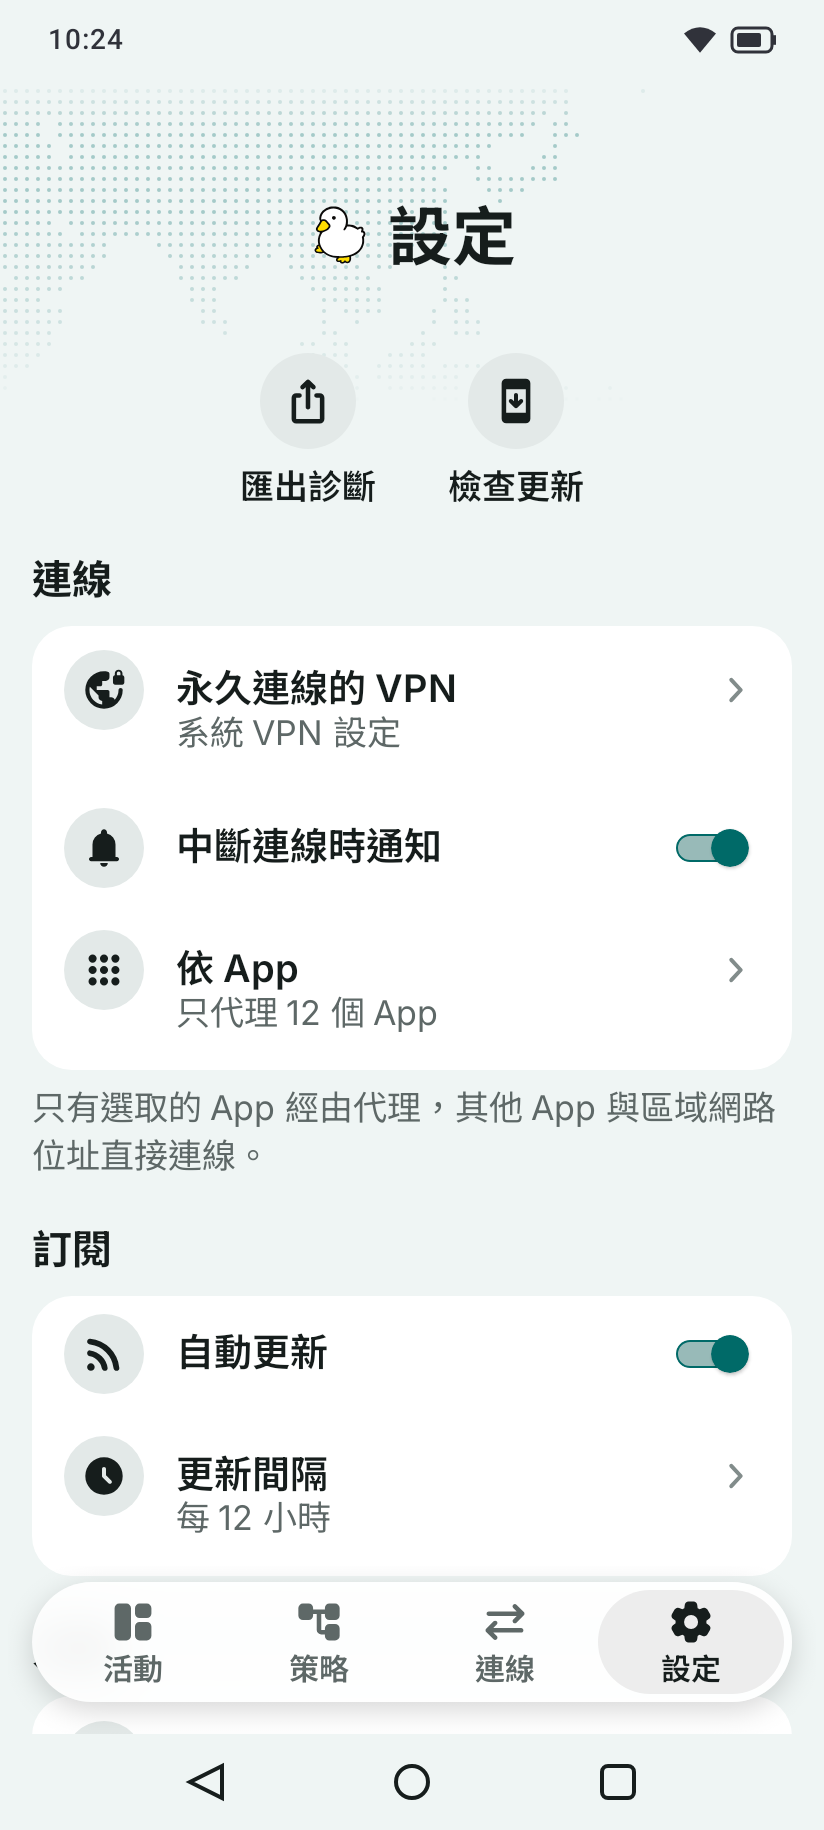 10:24
設定
匯出診斷
檢查更新
連線
永久連線的 VPN
系統 VPN 設定
中斷連線時通知
依 App
只代理 12 個 App
只有選取的 App 經由代理，其他 App 與區域網路
位址直接連線。
訂閱
自動更新
更新間隔
每 12 小時
活動
策略
連線
設定